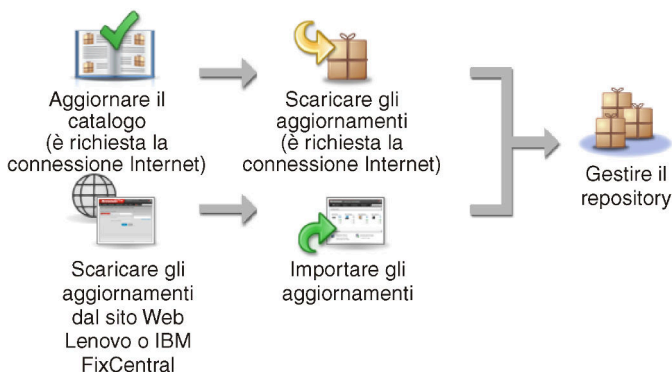 Aggiornare il
catalogo
(è richiesta la
connessione Internet)
Scaricare gli
aggiornamenti
(è richiesta la
connessione Internet)
Gestire il
repository
Scaricare gli
aggiornamenti
dal sito Web
Lenovo o IBM
FixCentral
Importare gli
aggiornamenti